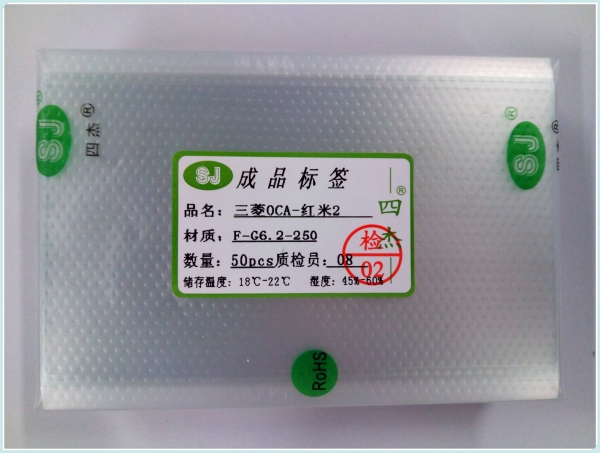 SJ
四杰®
SJ
®
SJ 成品标签
品名：三菱OCA-红米2
材质：F-G6.2-250
数量：50pcs质检员：08
储存温度：18℃-22℃ 湿度：45%-60%
四杰®
检
02
RoHS